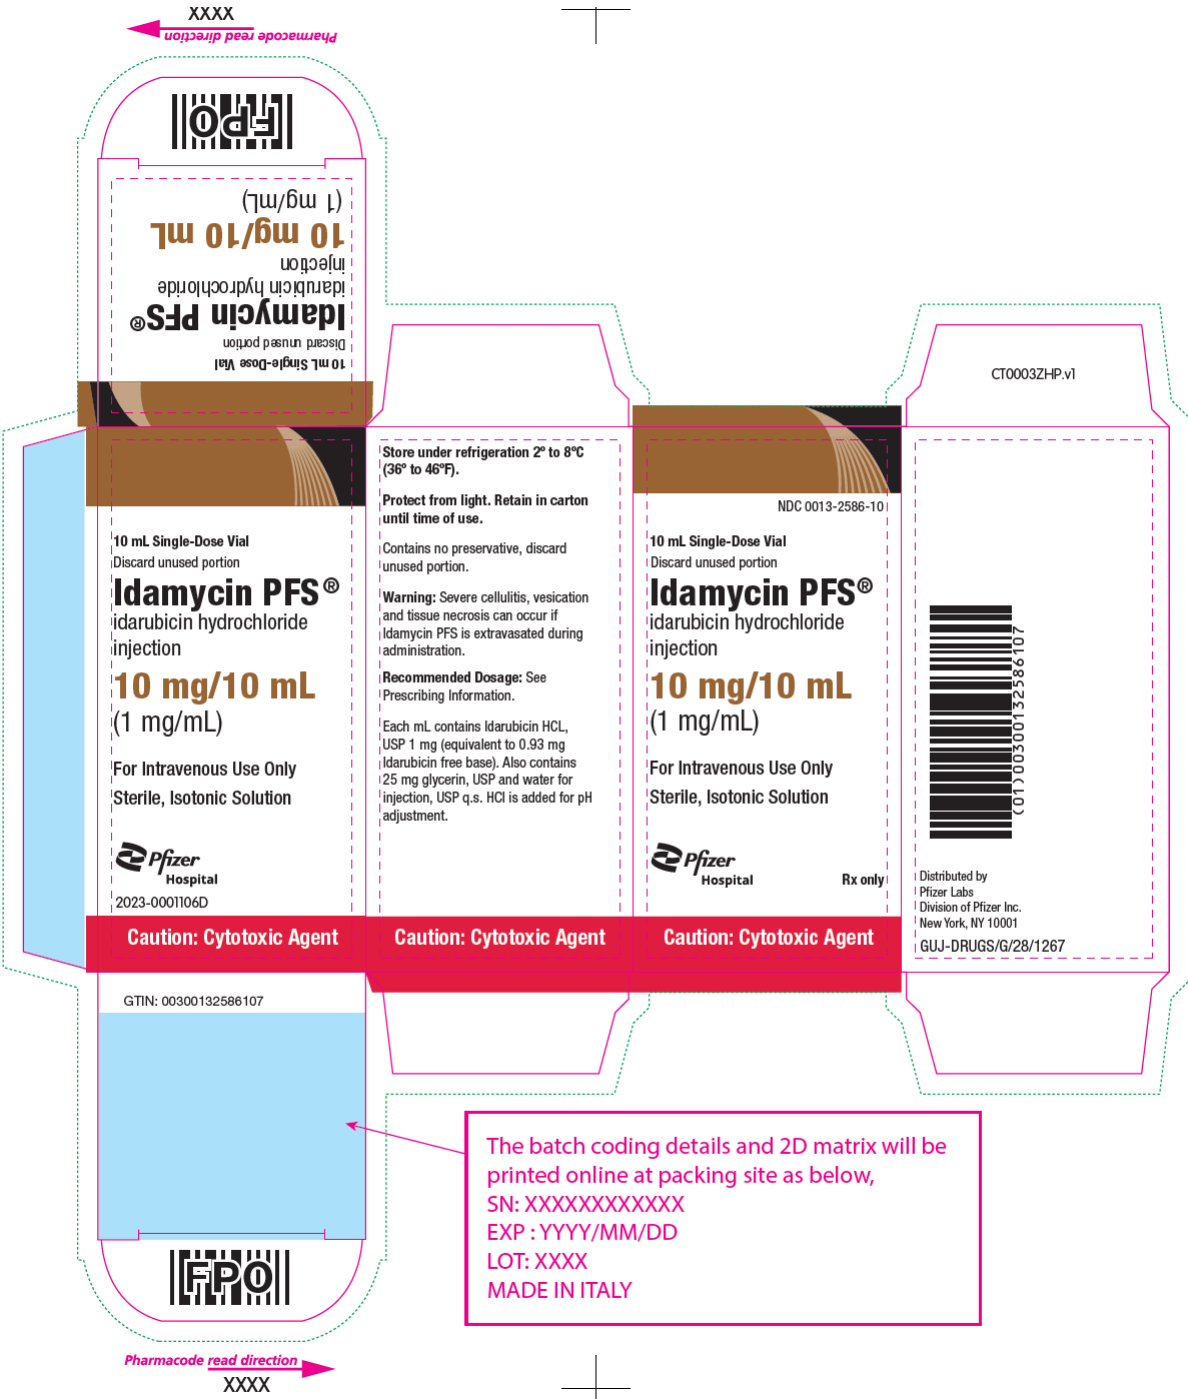 XXXX
Pharmacode read direction
FPO
(1 mg/mL)
10 mg/10 mL
injection
idarubicin hydrochloride
Idamycin PFS®
Discard unused portion
10 mL Single-Dose Vial
10 mL Single-Dose Vial
Discard unused portion
Idamycin PFS®
idarubicin hydrochloride
injection
10 mg/10 mL
(1 mg/mL)
For Intravenous Use Only
Sterile, Isotonic Solution
Pfizer
Hospital
2023-0001106D
Caution: Cytotoxic Agent
Store under refrigeration 2º to 8ºC
(36º to 46ºF).
Protect from light. Retain in carton
until time of use.
Contains no preservative, discard
unused portion.
Warning: Severe cellulitis, vesication
and tissue necrosis can occur if
Idamycin PFS is extravasated during
administration.
Recommended Dosage: See
Prescribing Information.
Each mL contains Idarubicin HCL,
USP 1 mg (equivalent to 0.93 mg
Idarubicin free base). Also contains
25 mg glycerin, USP and water for
injection, USP q.s. HCl is added for pH
adjustment.
Caution: Cytotoxic Agent
NDC 0013-2586-10
10 mL Single-Dose Vial
Discard unused portion
Idamycin PFS®
idarubicin hydrochloride
injection
10 mg/10 mL
(1 mg/mL)
For Intravenous Use Only
Sterile, Isotonic Solution
Pfizer
Hospital
Rx only
Caution: Cytotoxic Agent
CT0003ZHP.v1
(01)00300132586107
Distributed by
Pfizer Labs
Division of Pfizer Inc.
New York, NY 10001
GUJ-DRUGS/G/28/1267
GTIN: 00300132586107
The batch coding details and 2D matrix will be
printed online at packing site as below,
SN: XXXXXXXXXXXX
EXP : YYYY/MM/DD
LOT: XXXX
MADE IN ITALY
FPO
Pharmacode read direction
XXXX